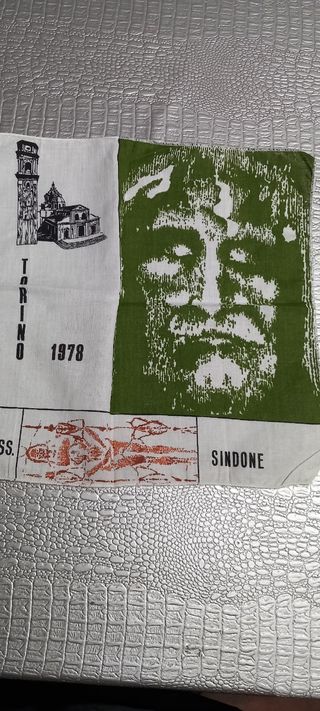 TORINO
1978
SS.
SINDONE